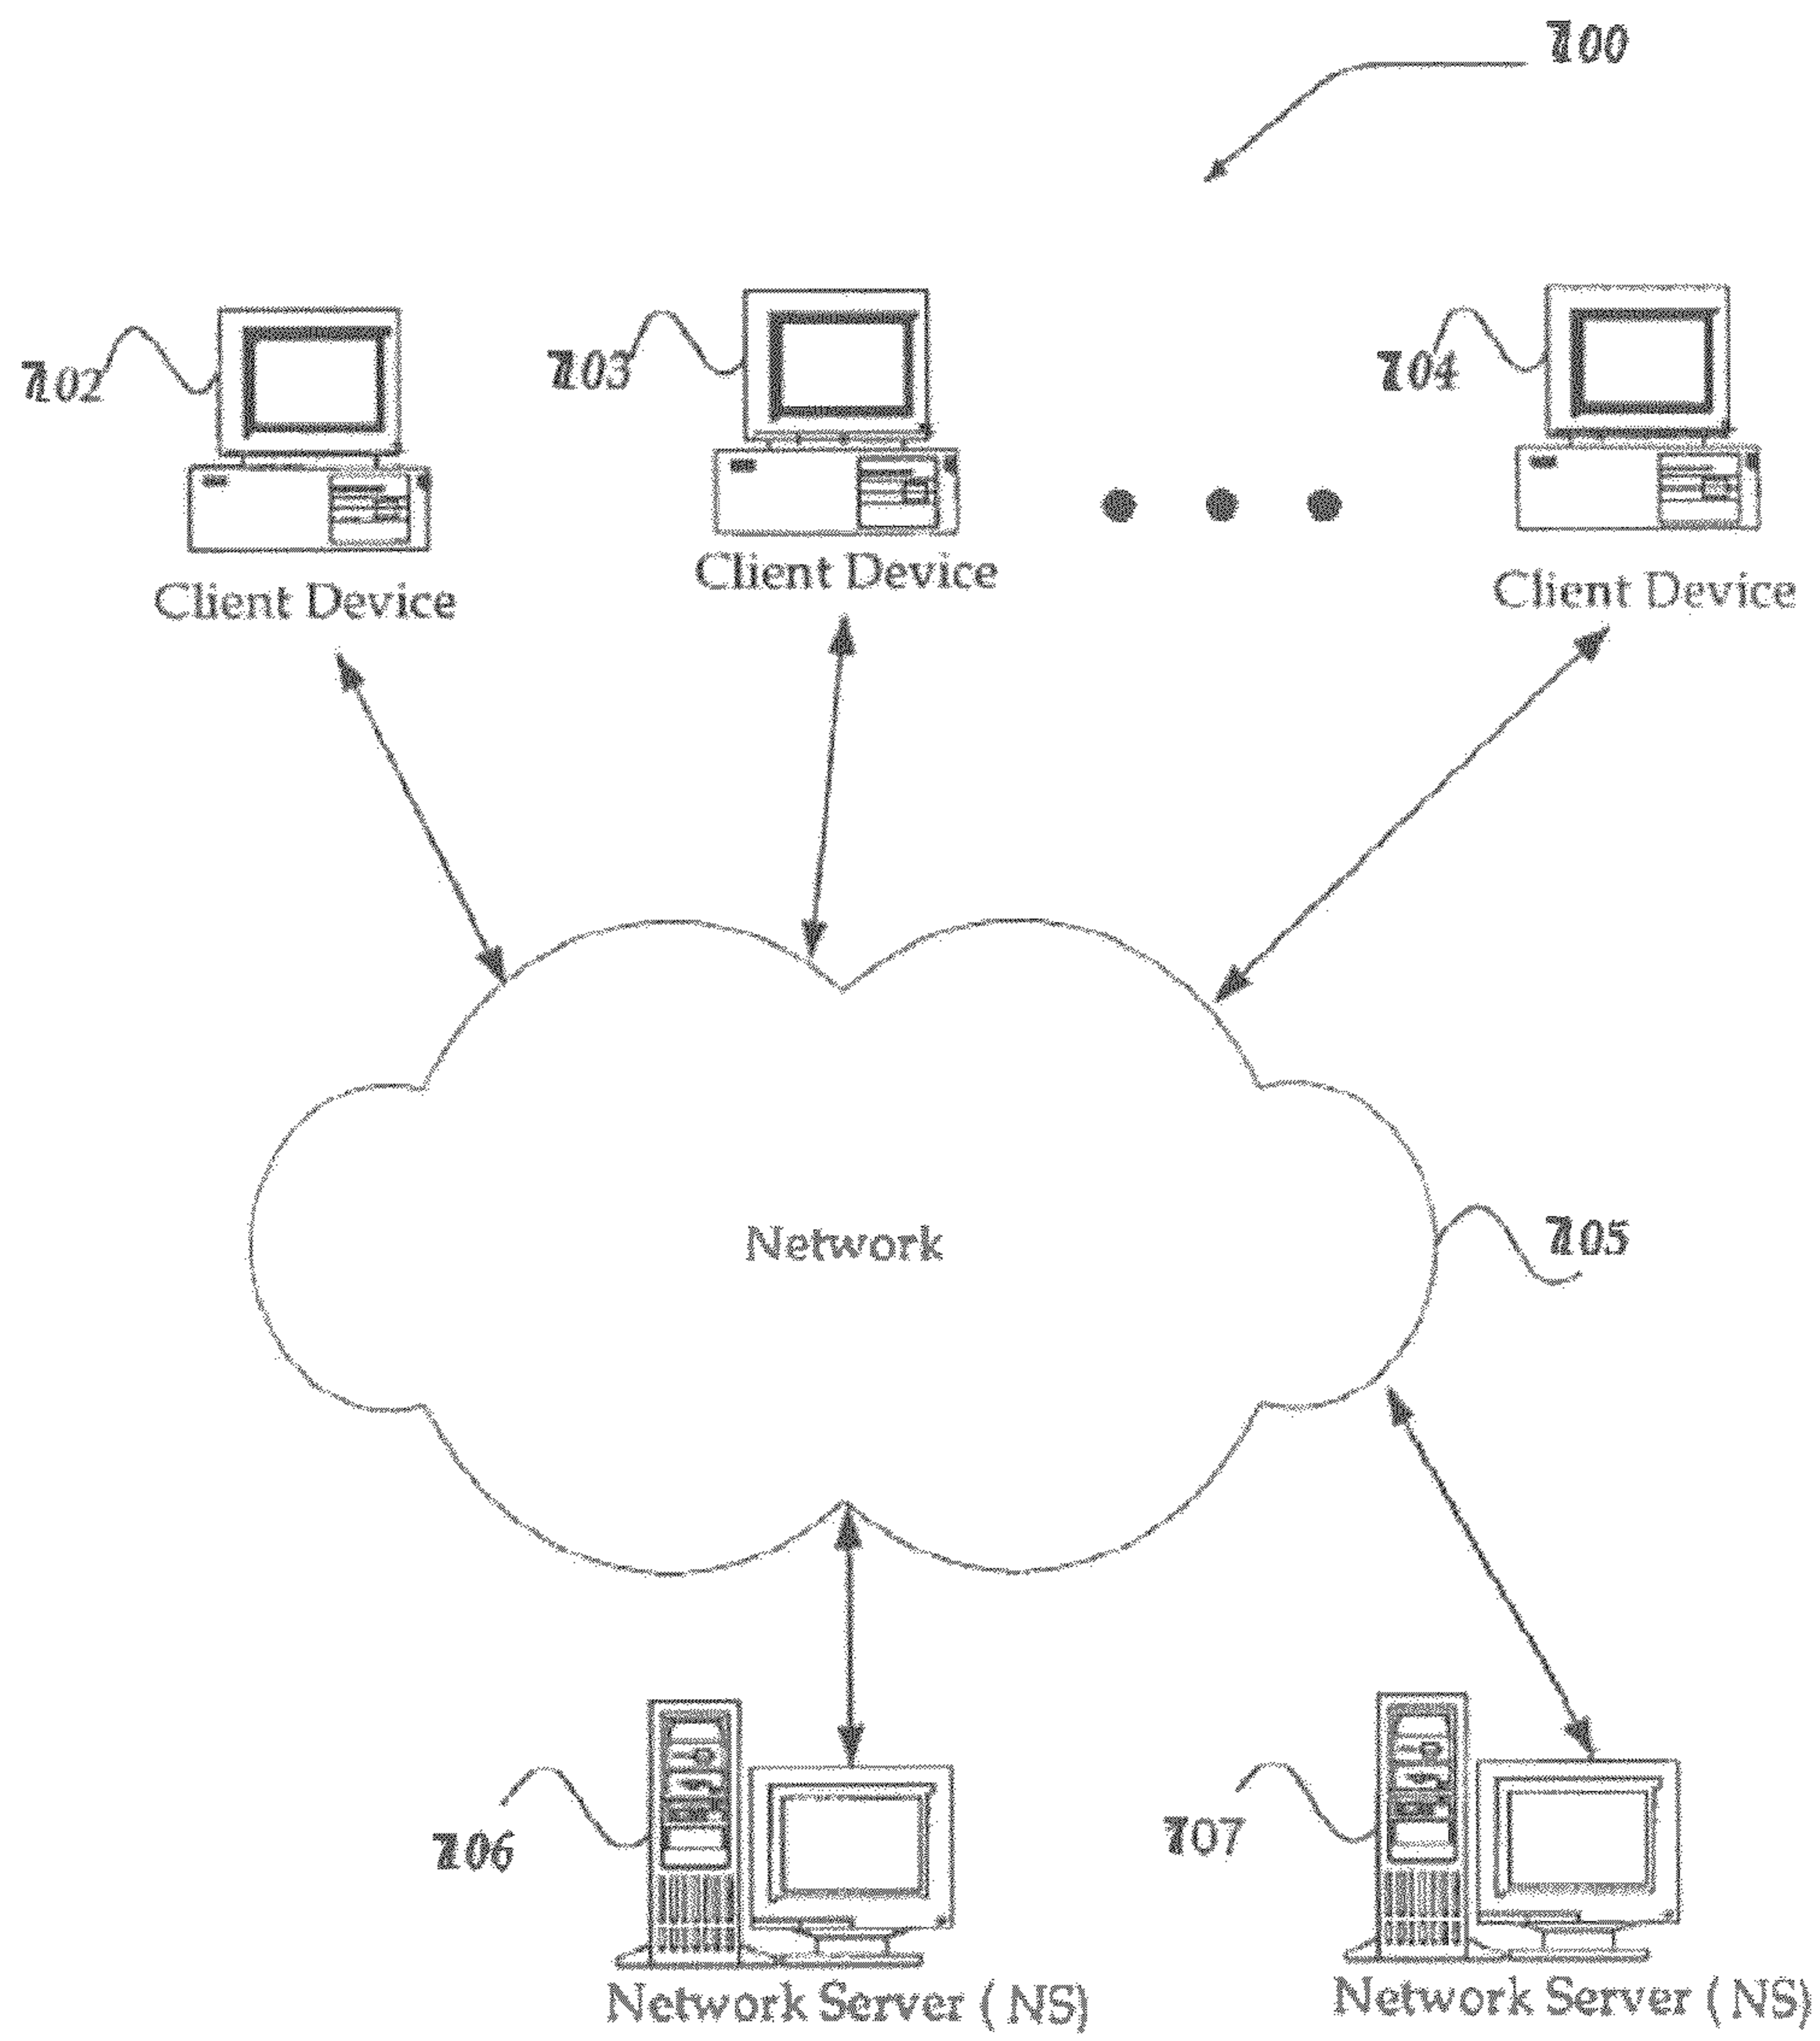 700
702
703
704
Client Device
Client Device
Client Device
Network
705
706
707
Network Server ( NS)
Network Server ( NS)